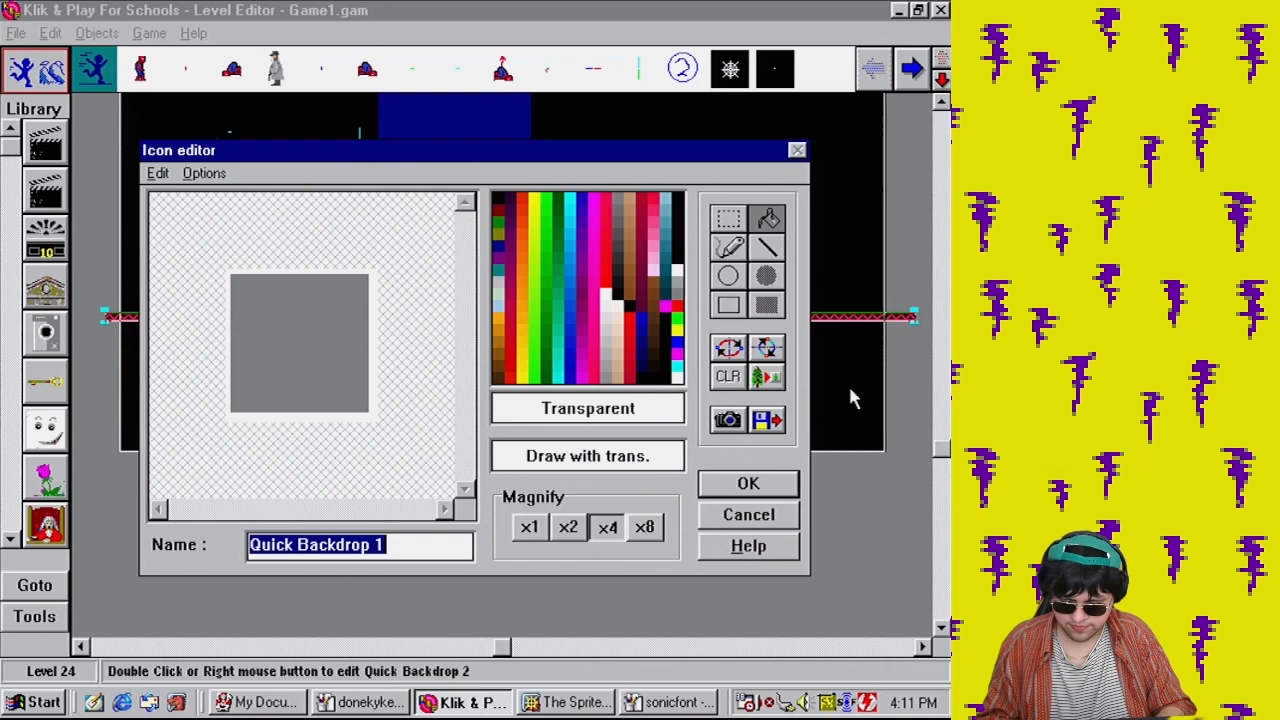 Klik & Play For Schools - Level Editor - Game1.gam
File Edit Objects Game Help
Library
10
Icon editor
Edit Options
CLR
Transparent
Draw with trans.
Magnify
x1 x2 x4 x8
OK
Cancel
Help
Name : Quick Backdrop 1
Goto
Tools
Level 24 Double Click or Right mouse button to edit Quick Backdrop 2
Start My Docu... donekyke... Klik & P... The Sprite... sonicfont -... 4:11 PM